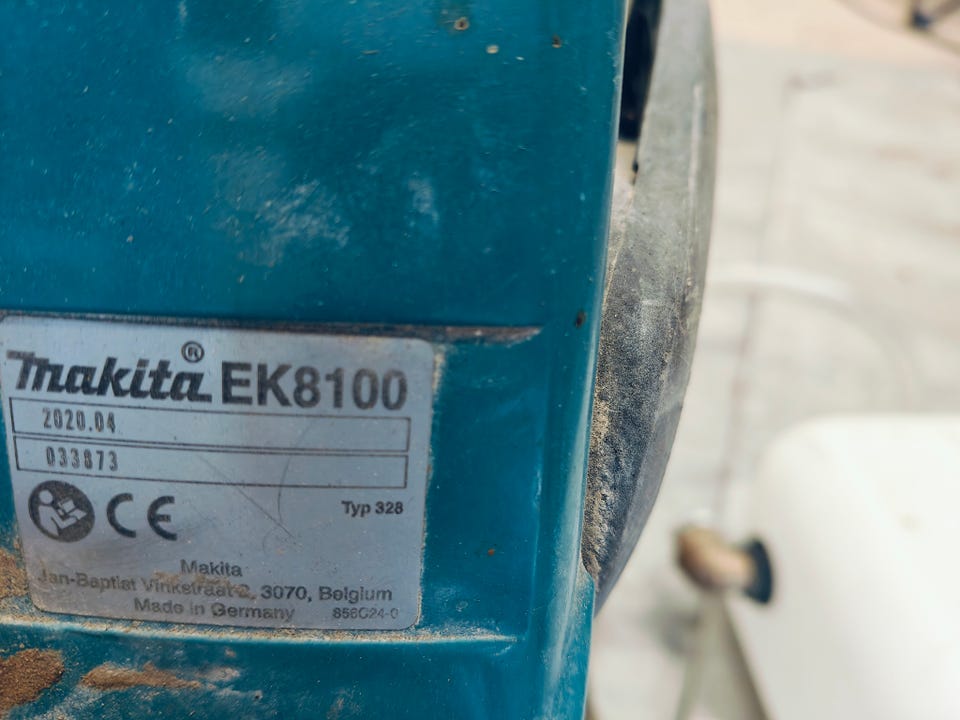 Makita® EK8100
2020.04
033873
CE
Typ 328
Makita
Jan-Baptist Vinkstraat 2, 3070, Belgium
Made in Germany 858C24-0